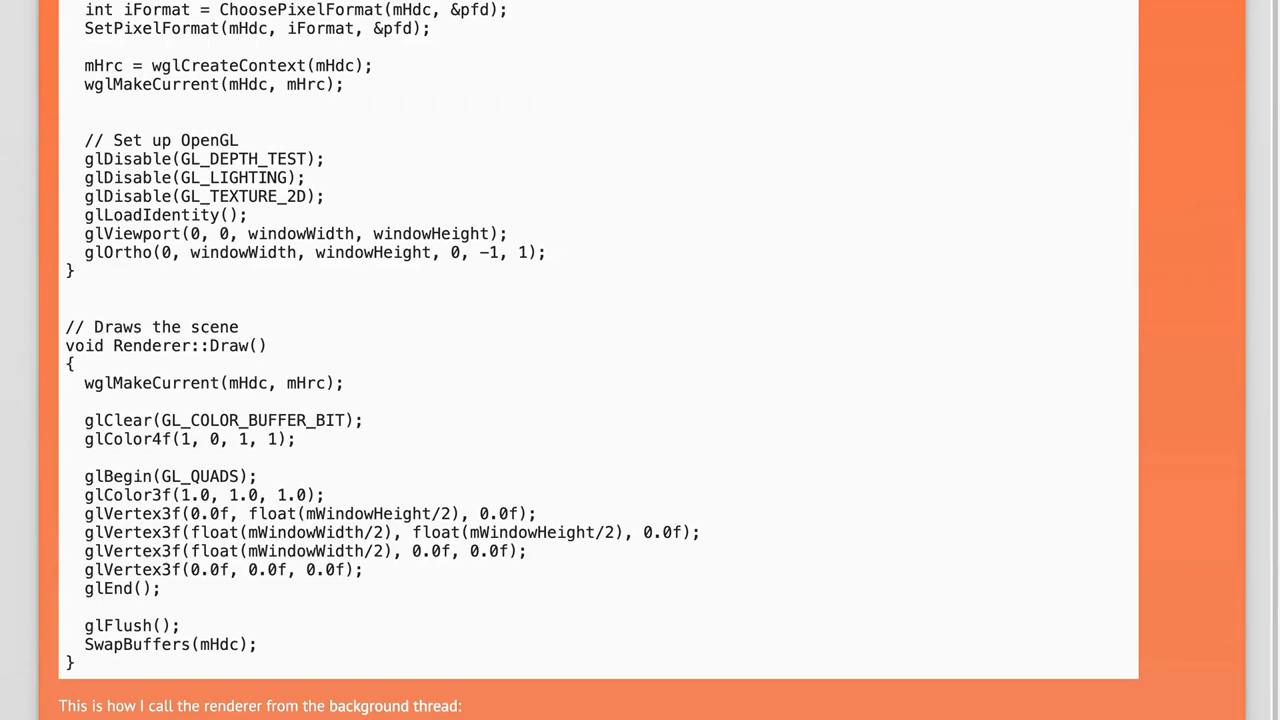 int iFormat = ChoosePixelFormat(mHdc, &pfd);
SetPixelFormat(mHdc, iFormat, &pfd);
mHrc = wglCreateContext(mHdc);
wglMakeCurrent(mHdc, mHrc);
// Set up OpenGL
glDisable(GL_DEPTH_TEST);
glDisable(GL_LIGHTING);
glDisable(GL_TEXTURE_2D);
glLoadIdentity();
glViewport(0, 0, windowWidth, windowHeight);
glOrtho(0, windowWidth, windowHeight, 0, -1, 1);
}
// Draws the scene
void Renderer::Draw()
{
wglMakeCurrent(mHdc, mHrc);
glClear(GL_COLOR_BUFFER_BIT);
glColor4f(1, 0, 1, 1);
glBegin(GL_QUADS);
glColor3f(1.0, 1.0, 1.0);
glVertex3f(0.0f, float(mWindowHeight/2), 0.0f);
glVertex3f(float(mWindowWidth/2), float(mWindowHeight/2), 0.0f);
glVertex3f(float(mWindowWidth/2), 0.0f, 0.0f);
glVertex3f(0.0f, 0.0f, 0.0f);
glEnd();
glFlush();
SwapBuffers(mHdc);
}
This is how I call the renderer from the background thread: